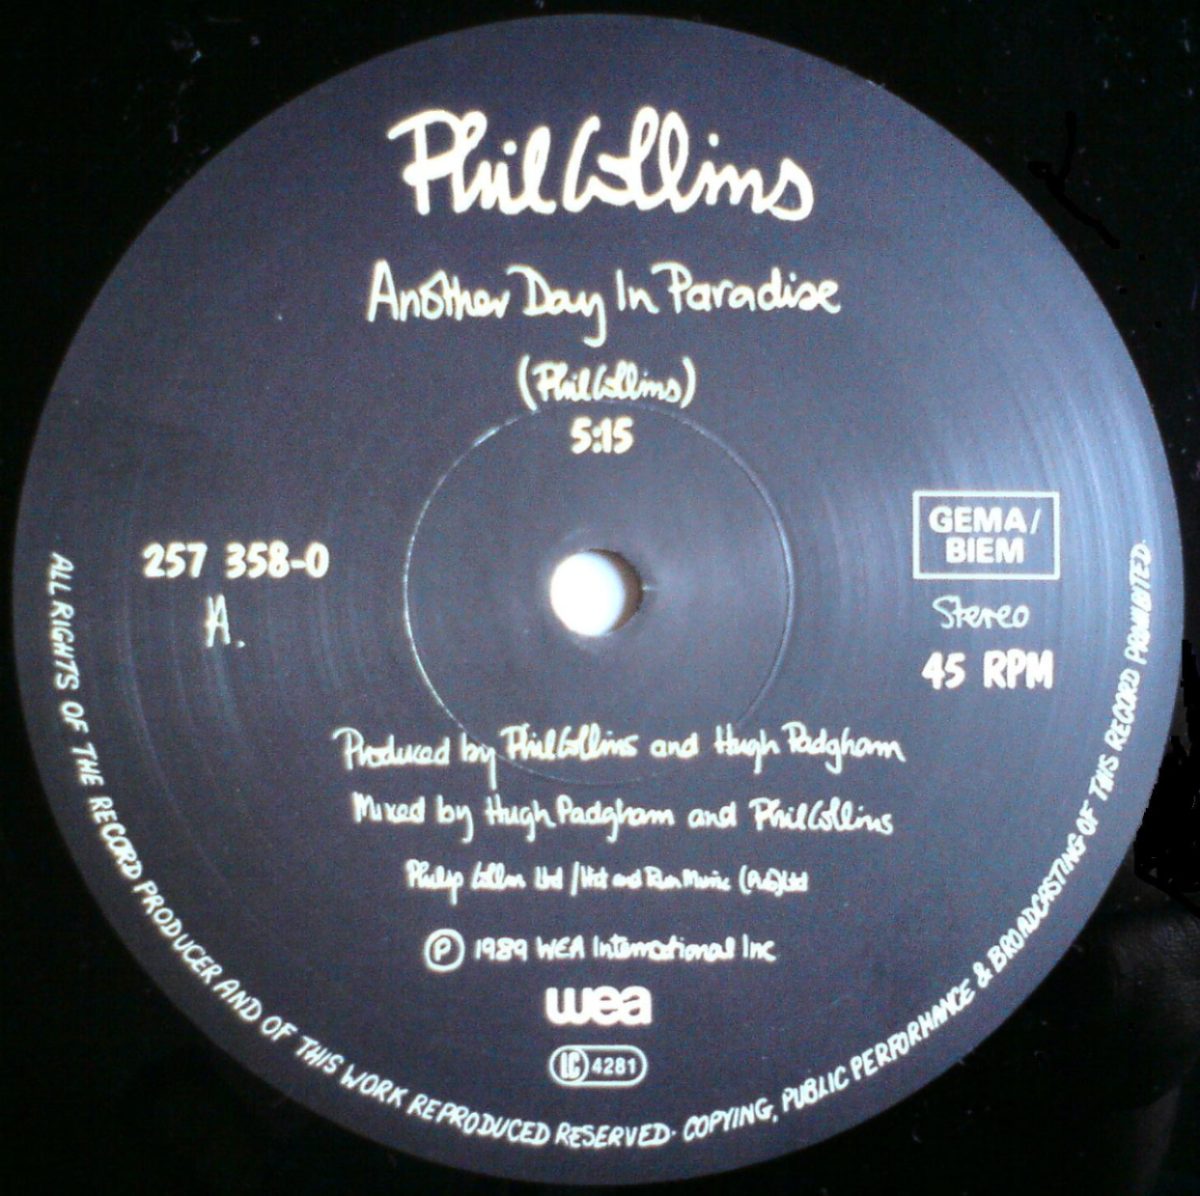 Phil Collins
Another Day In Paradise
(Phil Collins)
5:15
257 358-0
A.
GEMA/
BIEM
Stereo
45 RPM
Produced by Phil Collins and Hugh Padgham
Mixed by Hugh Padgham and Phil Collins
Philip Collins Ltd / Hit and Run Music (Pub) Ltd
Ⓟ 1989 WEA International Inc
wea
LC 4281
ALL RIGHTS OF THE RECORD PRODUCER AND OF THIS WORK REPRODUCED RESERVED· COPYING, PUBLIC PERFORMANCE & BROADCASTING OF THIS RECORD PROHIBITED·